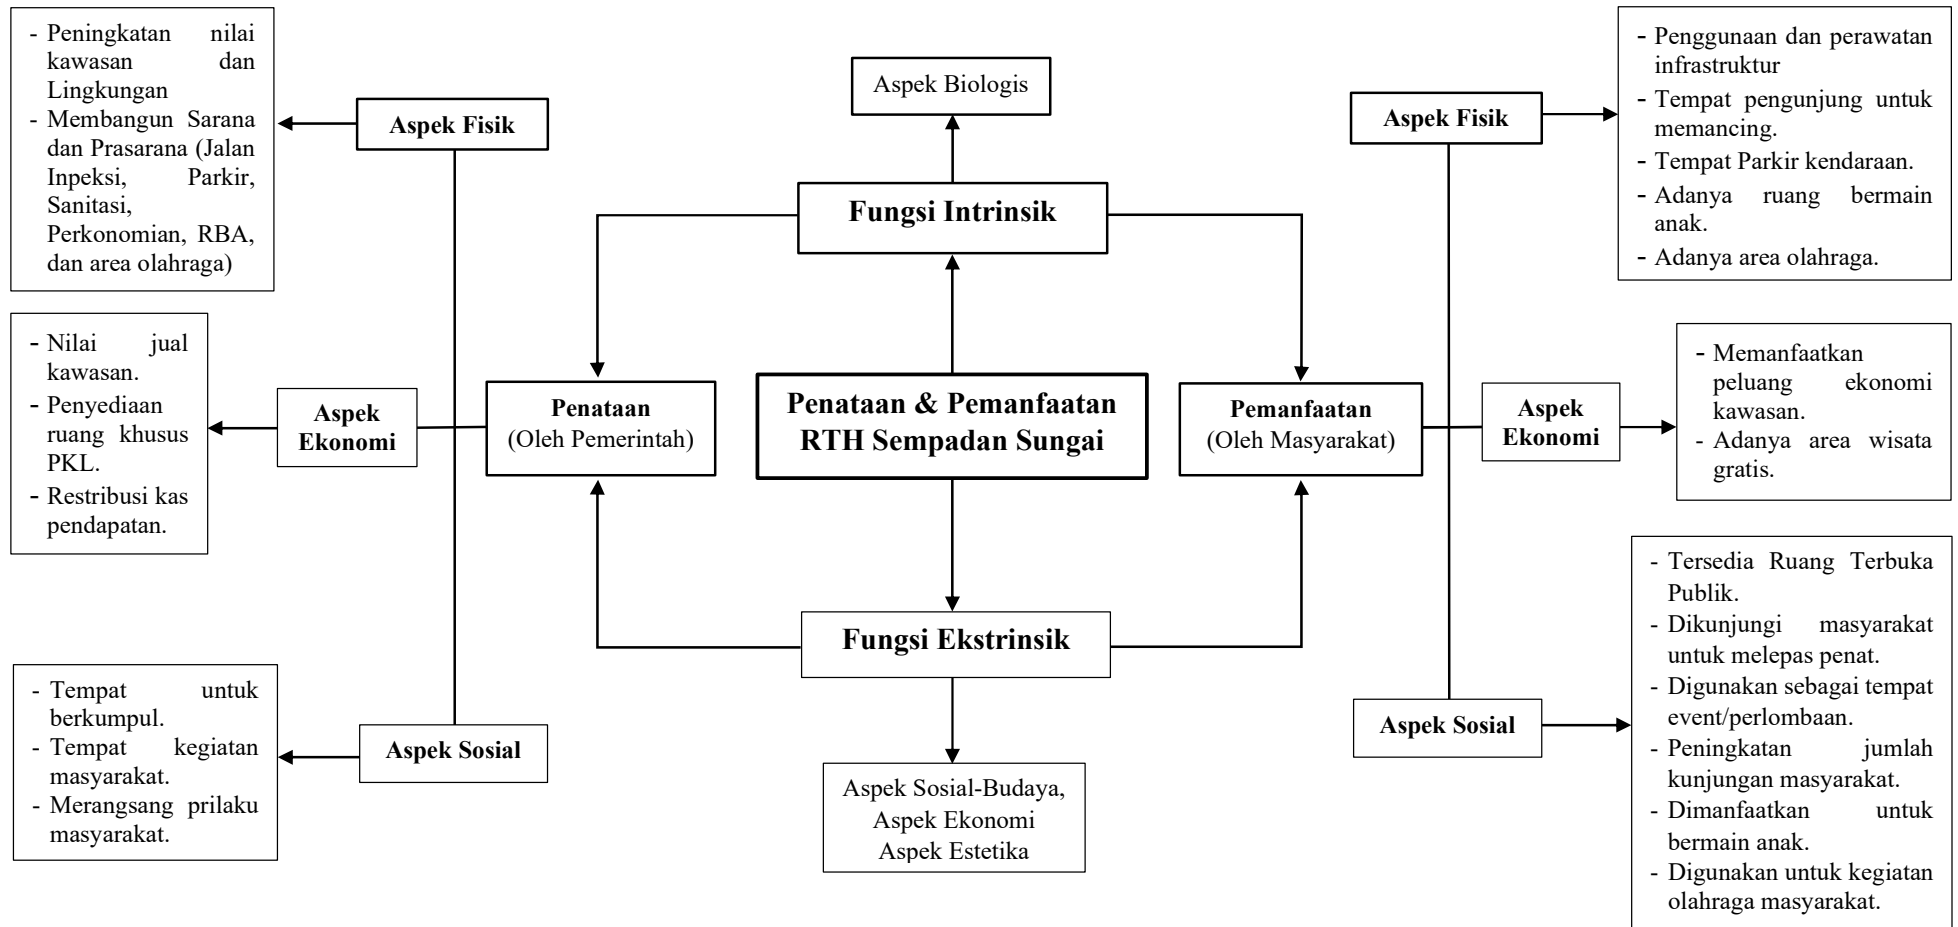 - Peningkatan nilai
kawasan dan
Lingkungan
- Membangun Sarana
dan Prasarana (Jalan
Inpeksi, Parkir,
Sanitasi,
Perkonomian, RBA,
dan area olahraga)
Aspek Fisik
- Nilai jual
kawasan.
- Penyediaan
ruang khusus
PKL.
- Restribusi kas
pendapatan.
Aspek
Ekonomi
- Tempat untuk
berkumpul.
- Tempat kegiatan
masyarakat.
- Merangsang prilaku
masyarakat.
Aspek Sosial
Penataan
(Oleh Pemerintah)
Aspek Biologis
Fungsi Intrinsik
Penataan & Pemanfaatan
RTH Sempadan Sungai
Fungsi Ekstrinsik
Aspek Sosial-Budaya,
Aspek Ekonomi
Aspek Estetika
Pemanfaatan
(Oleh Masyarakat)
Aspek Fisik
- Penggunaan dan perawatan
infrastruktur
- Tempat pengunjung untuk
memancing.
- Tempat Parkir kendaraan.
- Adanya ruang bermain
anak.
- Adanya area olahraga.
Aspek
Ekonomi
- Memanfaatkan
peluang ekonomi
kawasan.
- Adanya area wisata
gratis.
Aspek Sosial
- Tersedia Ruang Terbuka
Publik.
- Dikunjungi masyarakat
untuk melepas penat.
- Digunakan sebagai tempat
event/perlombaan.
- Peningkatan jumlah
kunjungan masyarakat.
- Dimanfaatkan untuk
bermain anak.
- Digunakan untuk kegiatan
olahraga masyarakat.